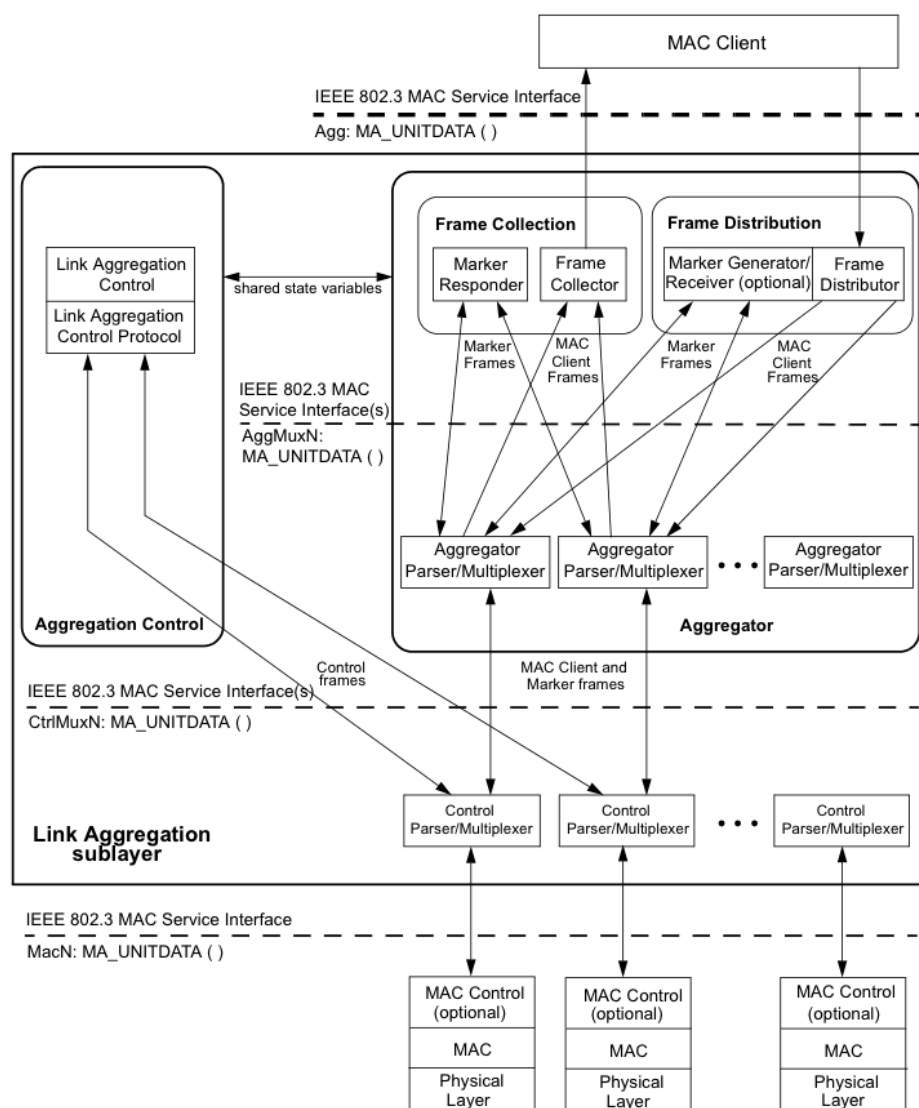 MAC Client
IEEE 802.3 MAC Service Interface
Agg: MA_UNITDATA ( )
Frame Collection
Frame Distribution
Link Aggregation
Control
Link Aggregation
Control Protocol
shared state variables
Marker
Responder
Frame
Collector
Marker Generator/
Receiver (optional)
Frame
Distributor
Marker
Frames
MAC
Client
Frames
Marker
Frames
MAC
Client
Frames
IEEE 802.3 MAC
Service Interface(s)
AggMuxN:
MA_UNITDATA ( )
Aggregator
Parser/Multiplexer
Aggregator
Parser/Multiplexer
• • •
Aggregator
Parser/Multiplexer
Aggregation Control
Aggregator
Control
frames
MAC Client and
Marker frames
IEEE 802.3 MAC Service Interface(s)
CtrlMuxN: MA_UNITDATA ( )
Link Aggregation
sublayer
Control
Parser/Multiplexer
Control
Parser/Multiplexer
• • •
Control
Parser/Multiplexer
IEEE 802.3 MAC Service Interface
MacN: MA_UNITDATA ( )
MAC Control
(optional)
MAC
Physical
Layer
MAC Control
(optional)
MAC
Physical
Layer
MAC Control
(optional)
MAC
Physical
Layer